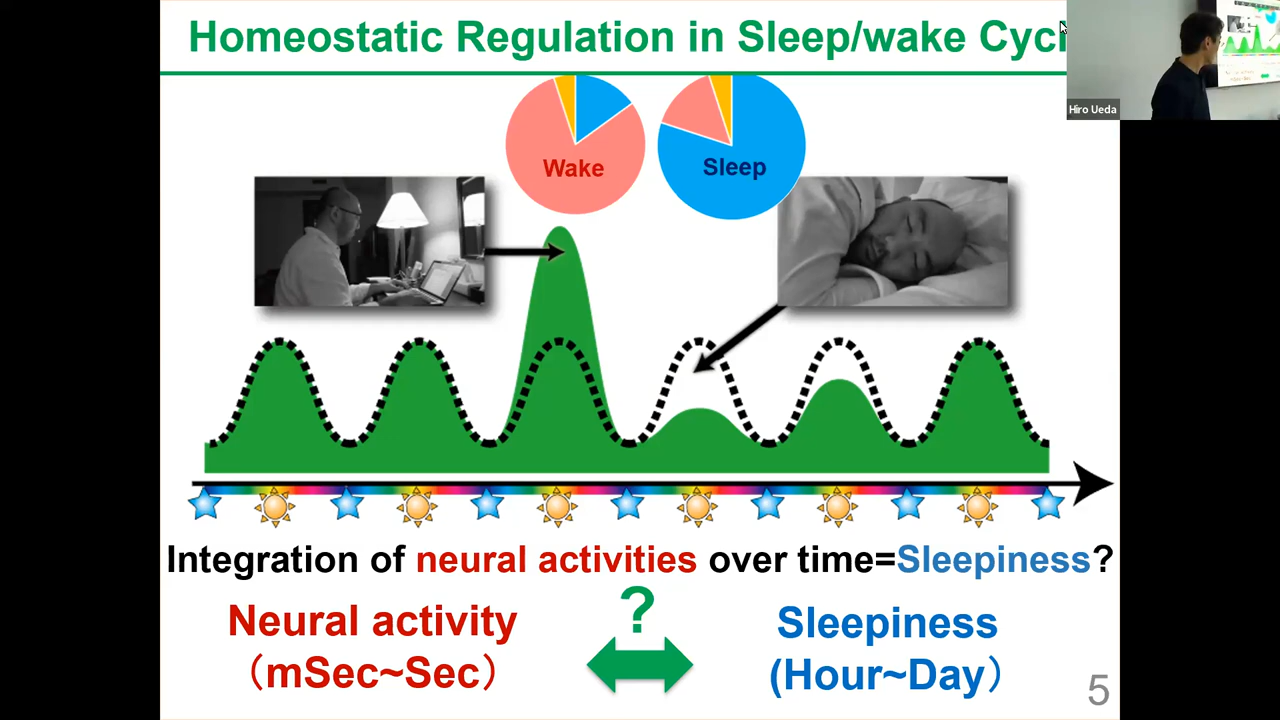 Homeostatic Regulation in Sleep/wake Cycl
Hiro Ueda
Wake
Sleep
Integration of neural activities over time=Sleepiness?
?
Neural activity
（mSec~Sec）
Sleepiness
(Hour~Day）
5